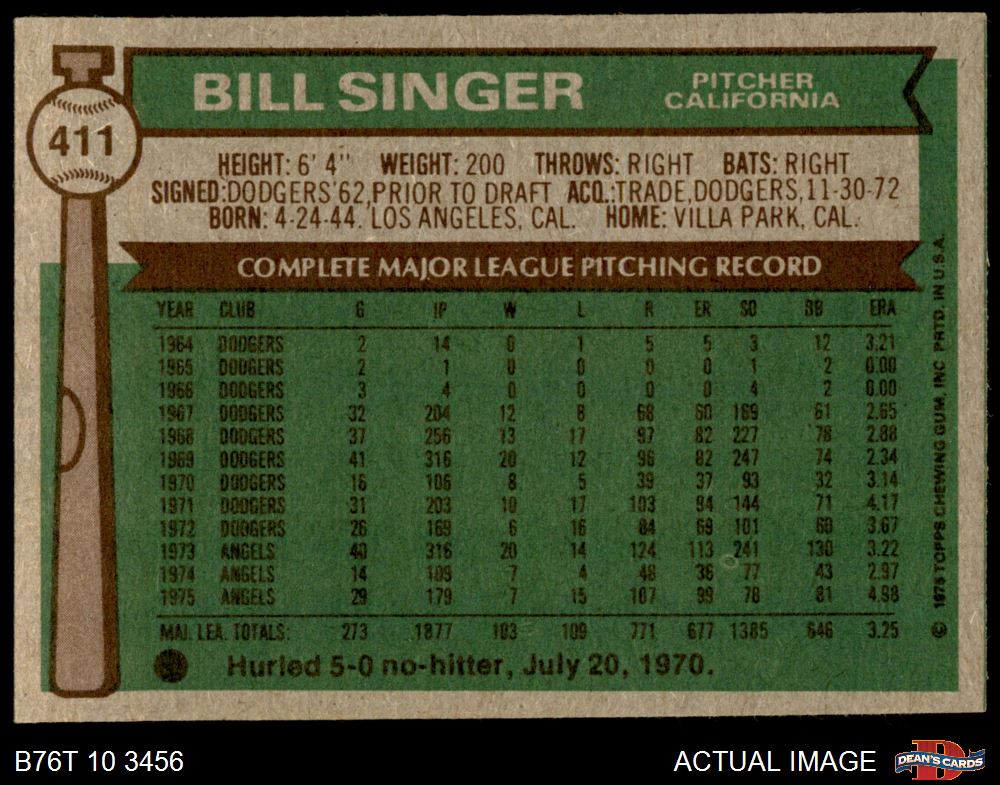 BILL SINGER
PITCHER
CALIFORNIA
411
HEIGHT: 6' 4" WEIGHT: 200 THROWS: RIGHT BATS: RIGHT
SIGNED: DODGERS '62, PRIOR TO DRAFT ACQ.: TRADE, DODGERS, 11-30-72
BORN: 4-24-44. LOS ANGELES, CAL. HOME: VILLA PARK, CAL.
COMPLETE MAJOR LEAGUE PITCHING RECORD
YEAR CLUB G IP W L R ER SO BB ERA
1964 DODGERS 2 14 0 1 5 5 3 12 3.21
1965 DODGERS 2 1 0 0 0 0 1 2 0.00
1966 DODGERS 3 4 0 0 0 0 4 2 0.00
1967 DODGERS 32 204 12 8 68 60 169 61 2.65
1968 DODGERS 37 256 13 17 97 82 227 78 2.88
1969 DODGERS 41 316 20 12 96 82 247 74 2.34
1970 DODGERS 16 106 8 5 39 37 93 32 3.14
1971 DODGERS 31 203 10 17 103 94 144 71 4.17
1972 DODGERS 26 169 6 16 84 69 101 60 3.67
1973 ANGELS 40 316 20 14 124 113 241 130 3.22
1974 ANGELS 14 109 7 4 48 36 77 43 2.97
1975 ANGELS 29 179 7 15 107 99 78 81 4.98
MAJ. LEA. TOTALS: 273 1877 103 109 771 677 1385 646 3.25
Hurled 5-0 no-hitter, July 20, 1970.
© 1976 TOPPS CHEWING GUM, INC. PRTD. IN U.S.A.
B76T 10 3456
ACTUAL IMAGE
DEAN'S CARDS